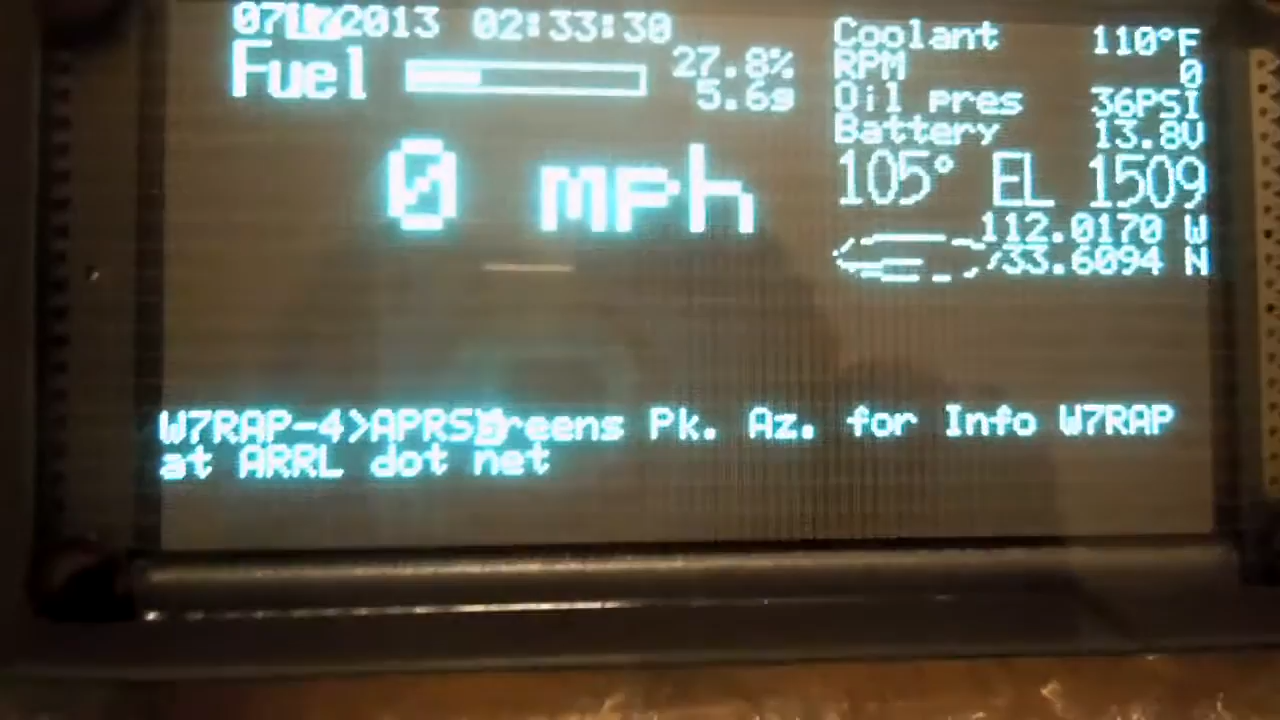 2013 02:33:30
Fuel 27.8%
5.6g
0 mph
Coolant 110°F
RPM 0
Oil pres 36PSI
Battery 13.8V
105° EL 1509
112.0170 W
33.6094 N
W7RAP-4>APRS Greens Pk. Az. for Info W7RAP
at ARRL dot net